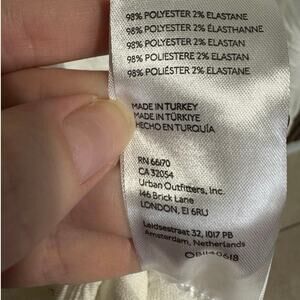 98% POLYESTER 2% ELASTANE
98% POLYESTER 2% ÉLASTHANNE
98% POLYESTER 2% ELASTAN
98% POLIESTERE 2% ELASTAN
98% POLIÉSTER 2% ELASTANE
MADE IN TURKEY
MADE IN TÜRKIYE
HECHO EN TURQUÍA
RN 66170
CA 32054
Urban Outfitters, Inc.
146 Brick Lane
LONDON, E1 6RU
Leidsestraat 32, 1017 PB
Amsterdam, Netherlands